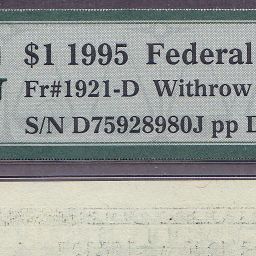 $1 1995 Federal
Fr#1921-D Withrow
S/N D75928980J pp D